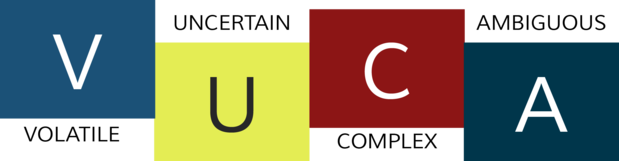 V
VOLATILE
UNCERTAIN
U
C
COMPLEX
AMBIGUOUS
A